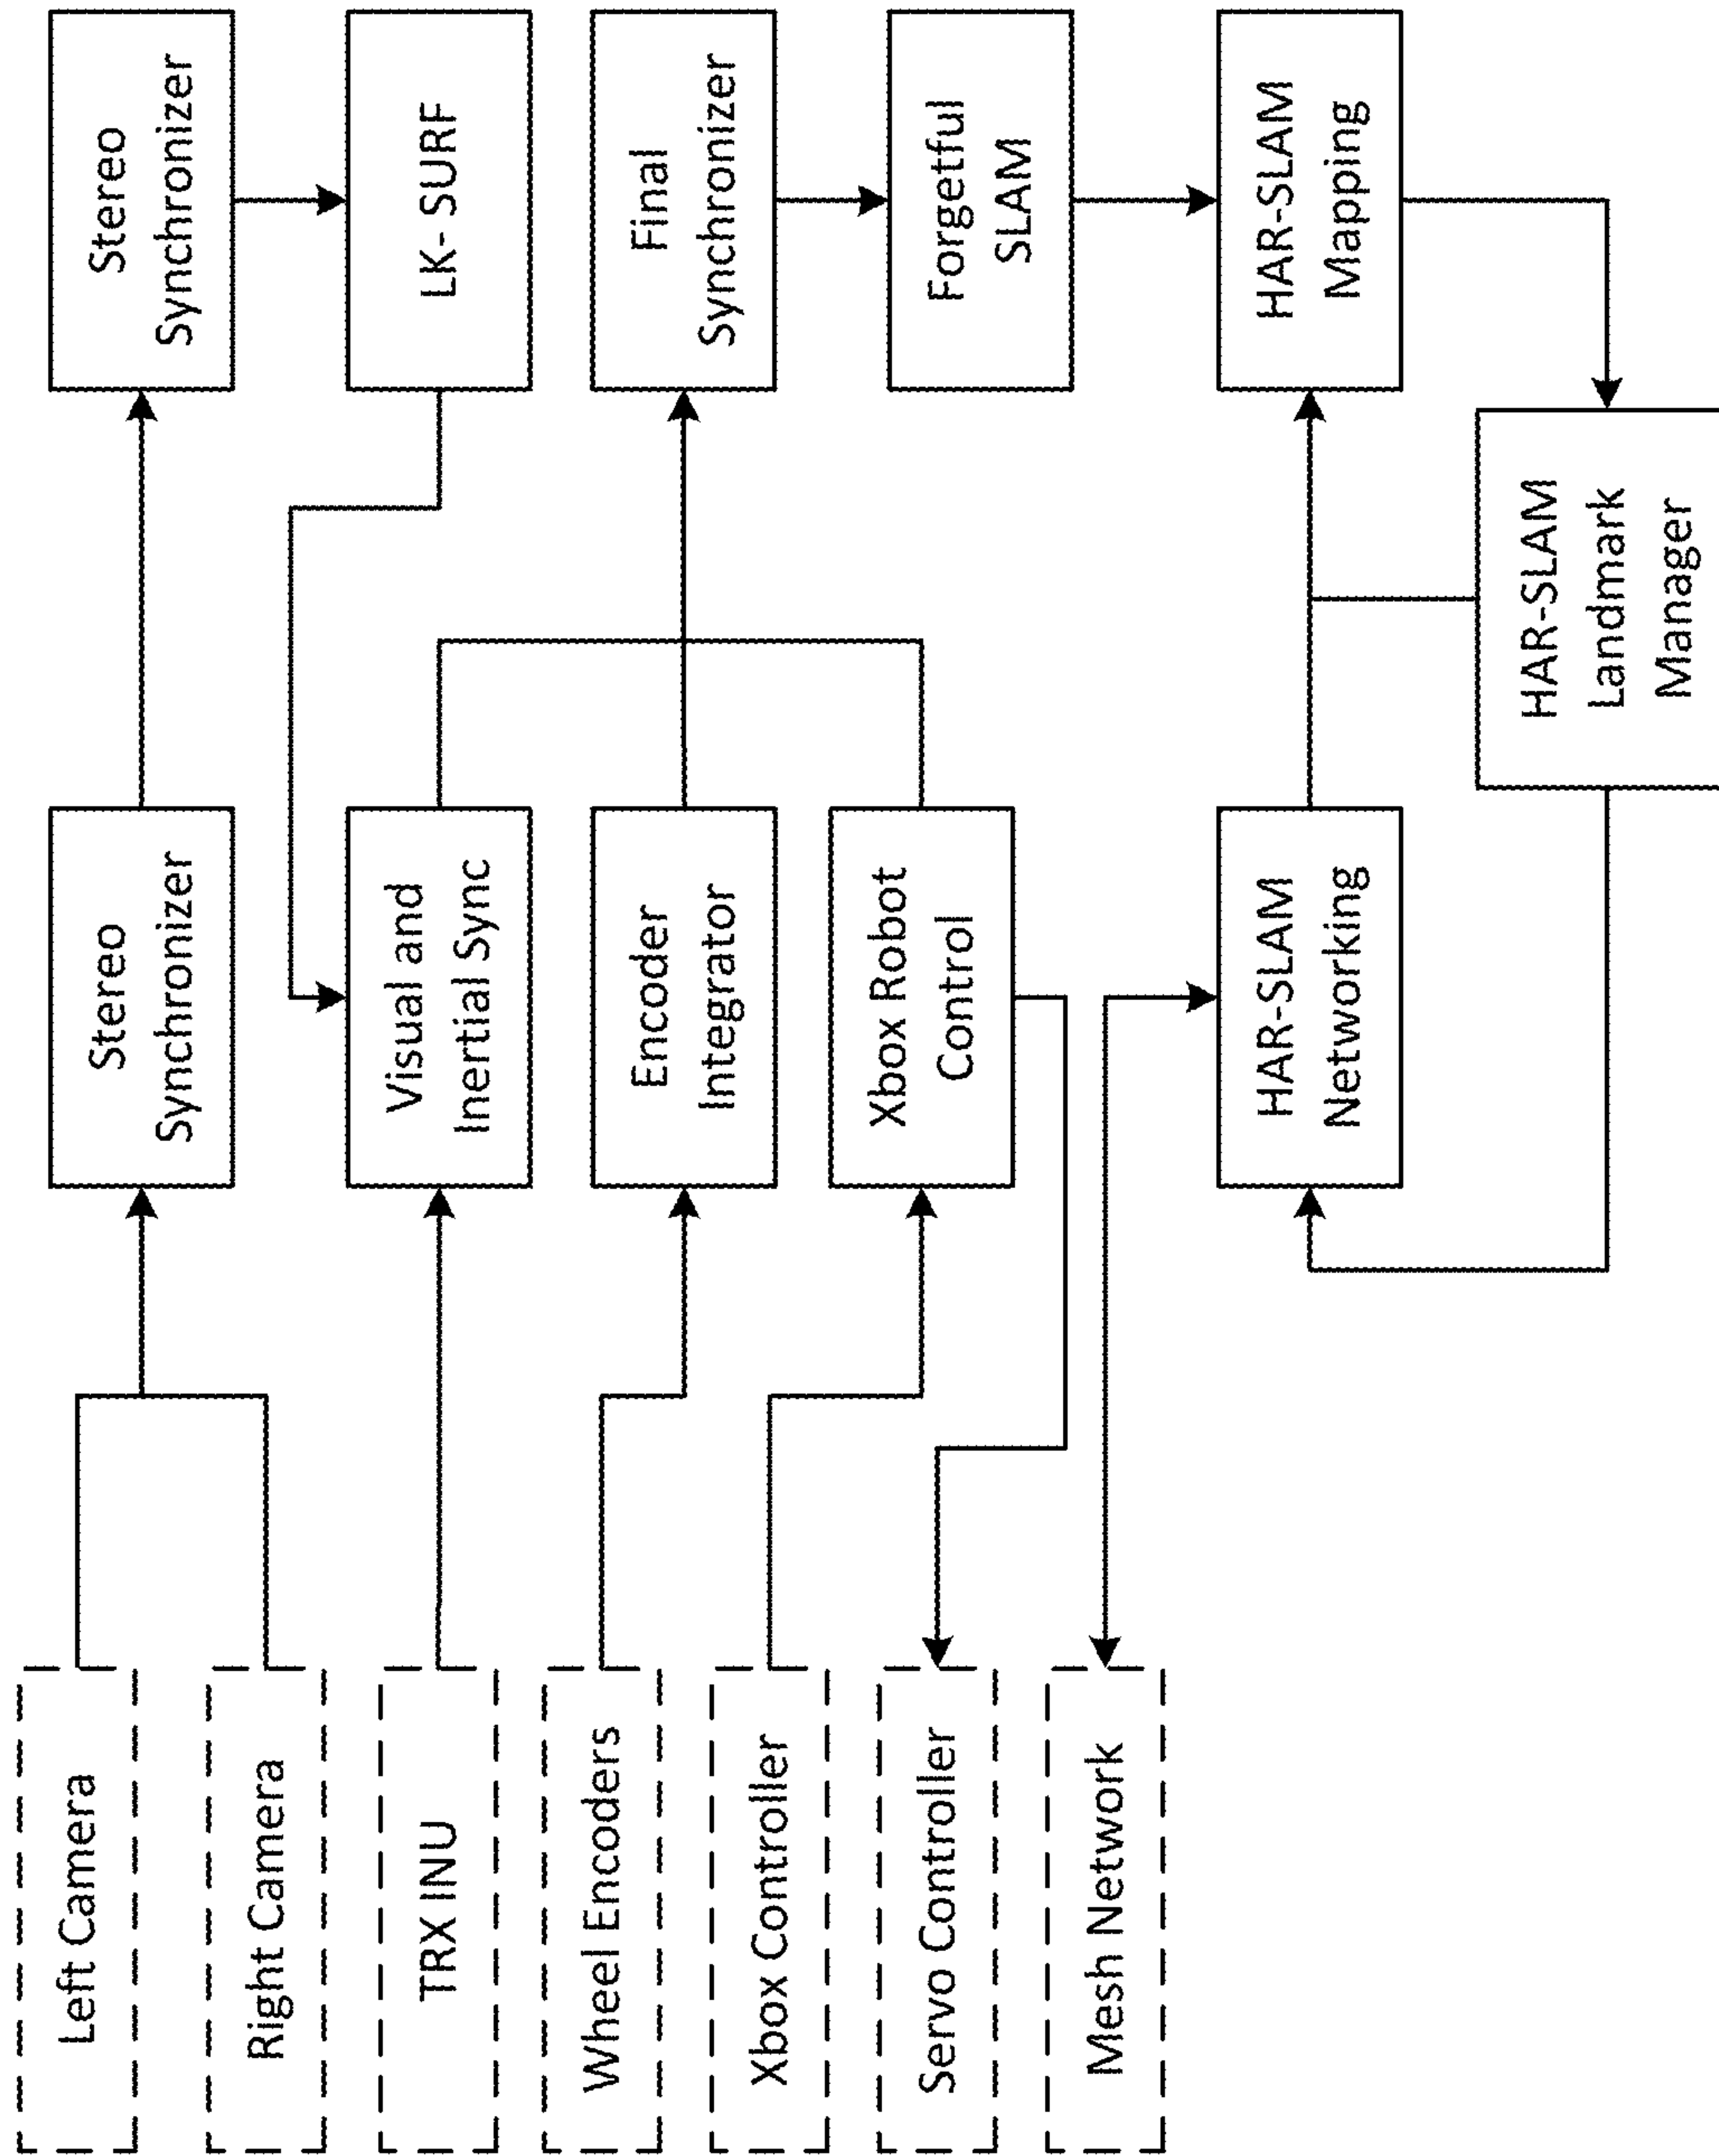 Left Camera
Right Camera
TRX INU
Wheel Encoders
Xbox Controller
Servo Controller
Mesh Network
Stereo
Synchronizer
Visual and
Inertial Sync
Encoder
Integrator
Xbox Robot
Control
HAR-SLAM
Networking
Stereo
Synchronizer
LK- SURF
Final
Synchronizer
Forgetful
SLAM
HAR-SLAM
Mapping
HAR-SLAM
Landmark
Manager